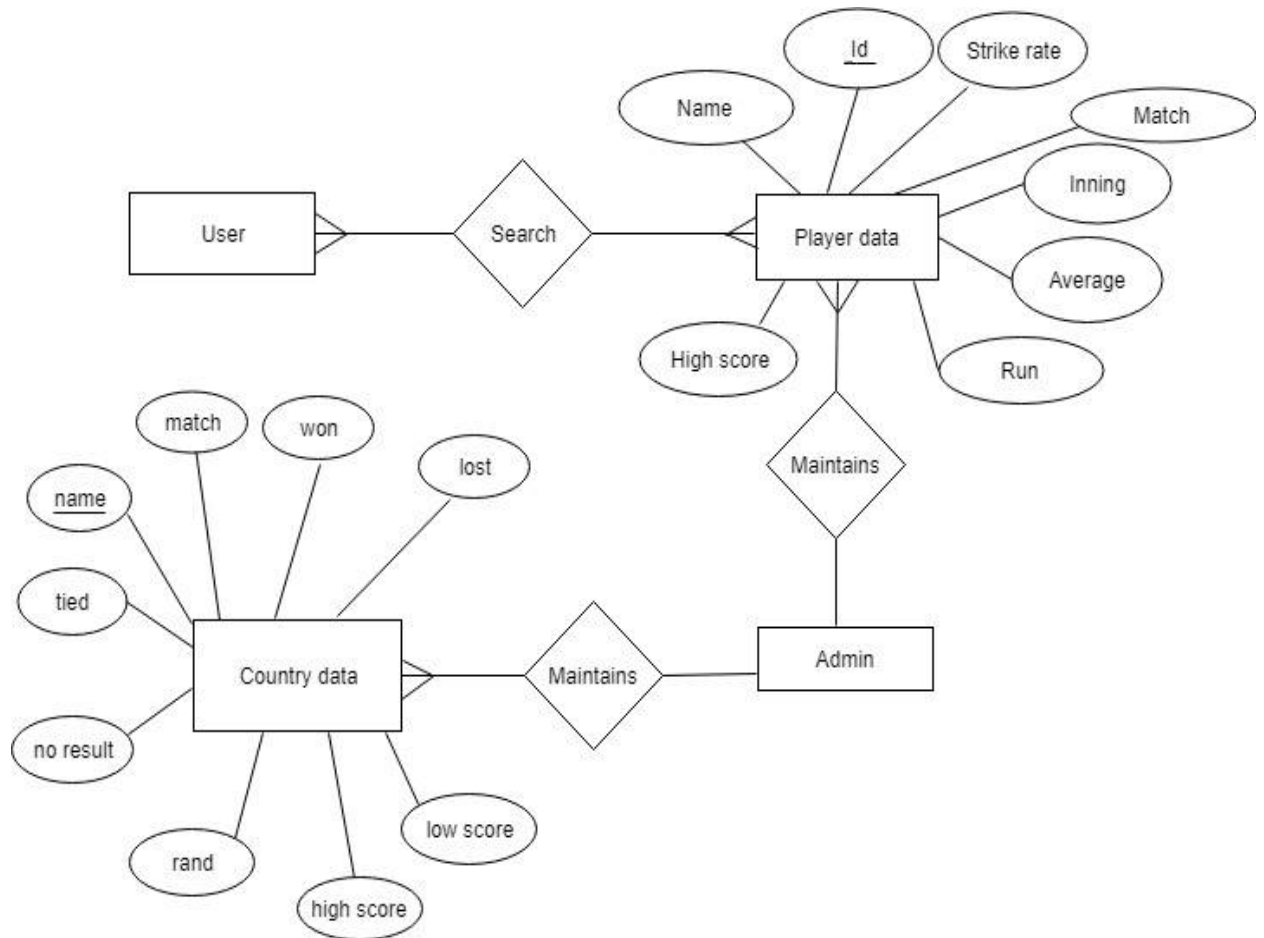 Id
Strike rate
Name
Match
Inning
User
Search
Player data
Average
High score
Run
match
won
lost
Maintains
name
tied
Country data
Maintains
Admin
no result
low score
rand
high score